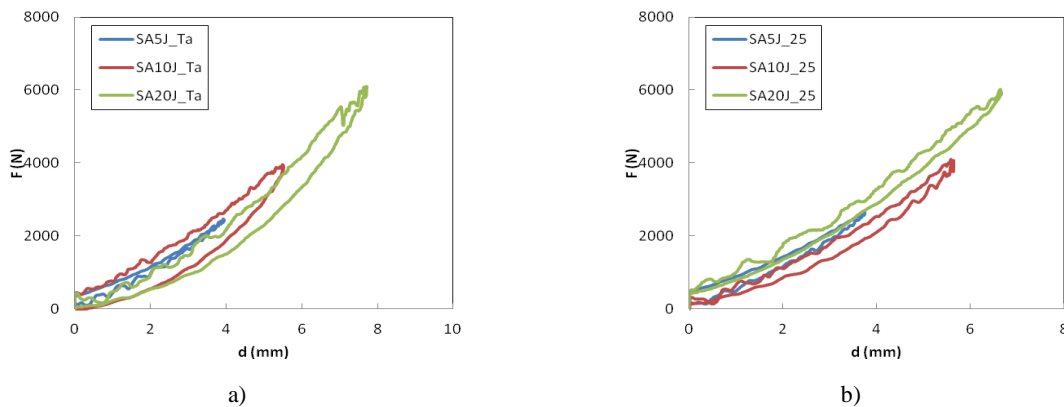 8000
6000
4000
2000
0
F (N)
SA5J_Ta
SA10J_Ta
SA20J_Ta
0 2 4 6 8 10
d (mm)
a)
8000
6000
4000
2000
0
F (N)
SA5J_25
SA10J_25
SA20J_25
0 2 4 6 8
d (mm)
b)